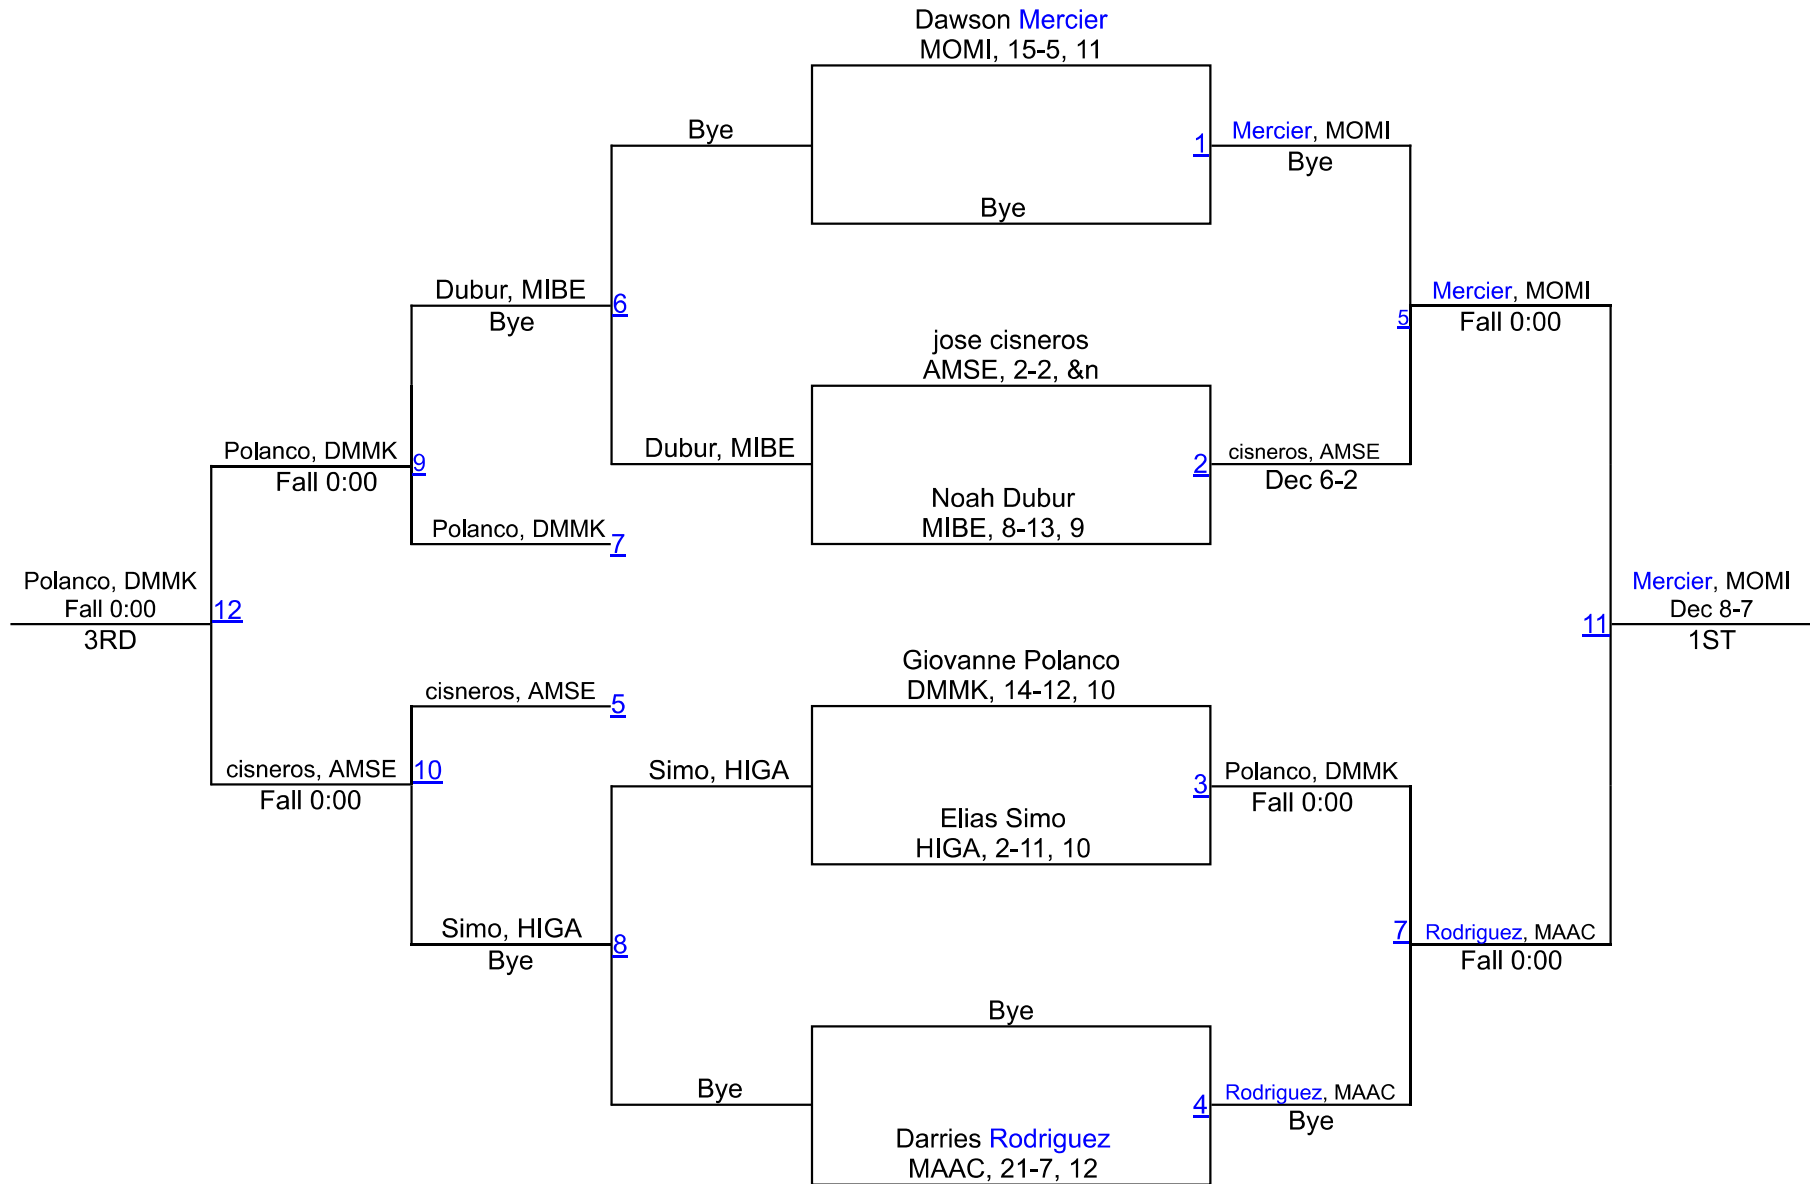 Dawson Mercier
MOMI, 15-5, 11
Bye
1
Mercier, MOMI
Bye
Bye
Dubur, MIBE
Bye
6
Mercier, MOMI
Fall 0:00
5
jose cisneros
AMSE, 2-2, &n
Polanco, DMMK
Fall 0:00
9
Dubur, MIBE
2
cisneros, AMSE
Dec 6-2
Noah Dubur
MIBE, 8-13, 9
Polanco, DMMK
7
Polanco, DMMK
Fall 0:00
3RD
12
11
Mercier, MOMI
Dec 8-7
1ST
Giovanne Polanco
DMMK, 14-12, 10
cisneros, AMSE
5
cisneros, AMSE
Fall 0:00
10
Simo, HIGA
3
Polanco, DMMK
Fall 0:00
Elias Simo
HIGA, 2-11, 10
Simo, HIGA
Bye
8
7
Rodriguez, MAAC
Fall 0:00
Bye
Bye
4
Rodriguez, MAAC
Bye
Darries Rodriguez
MAAC, 21-7, 12